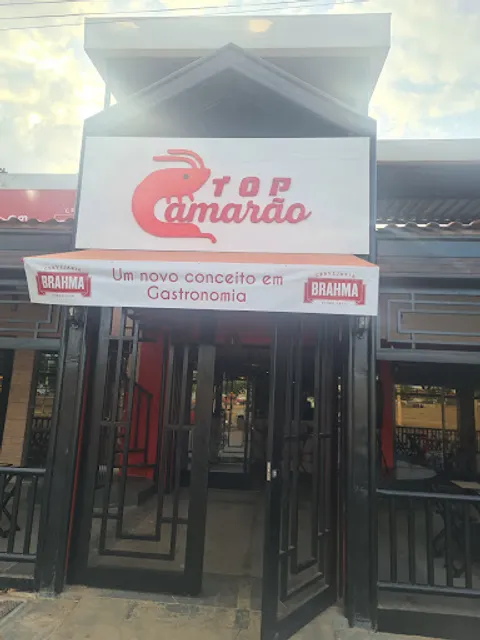 TOP
Camarão
BRAHMA
Um novo conceito em
Gastronomia
BRAHMA